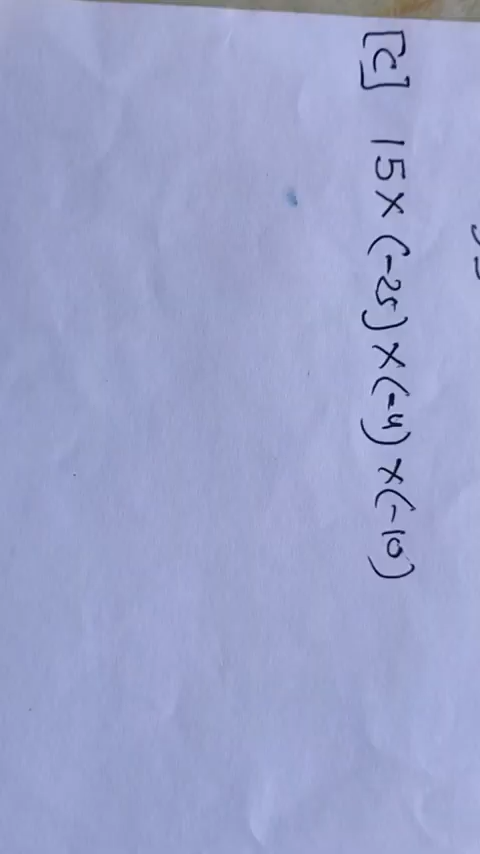 [c] 15 × (-25) × (-4) × (-10)